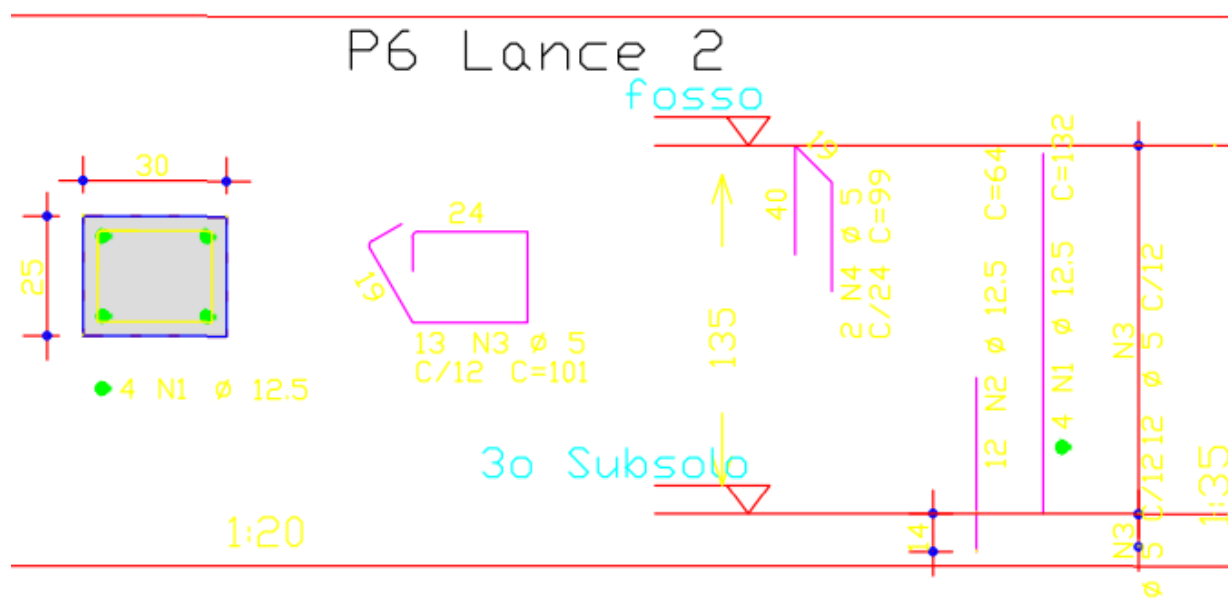 P6 Lance 2
fosso
30
25
4 N1 ø 12.5
24
19
13 N3 ø 5
C/12 C=101
135
40
19
2 N4 ø 5
C/24 C=99
12 N2 ø 12.5 C=64
4 N1 ø 12.5 C=132
N3
12 ø 5 C/12
3o Subsolo
14
N3
ø 5 C/12
1:20
1:35